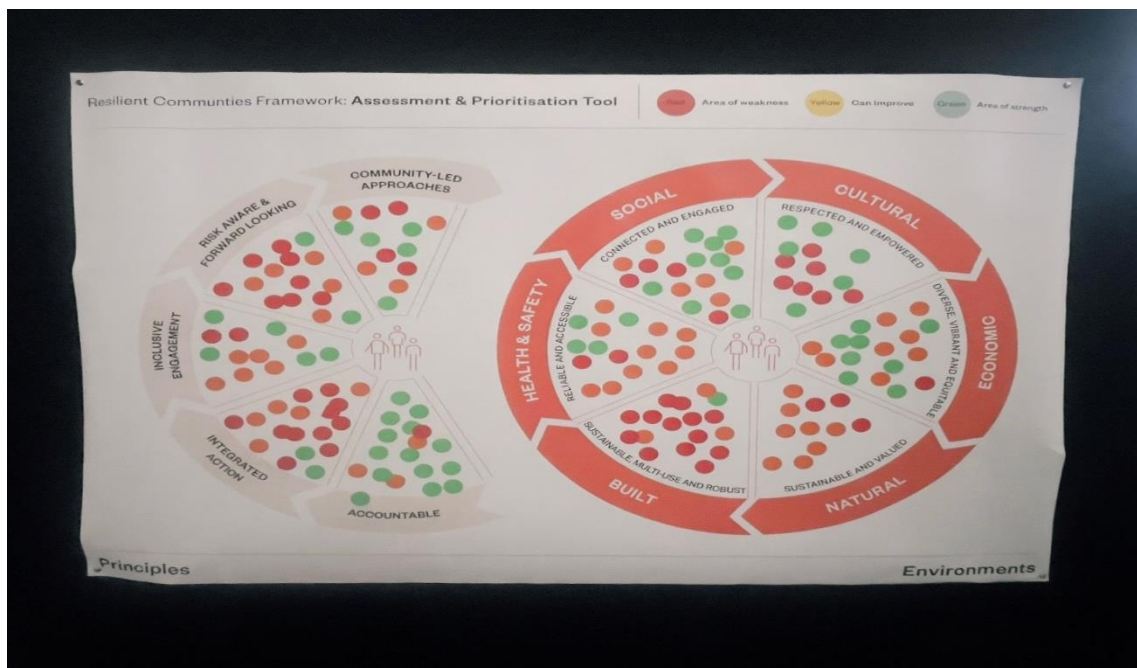 Resilient Communties Framework: Assessment & Prioritisation Tool
Red Area of weakness
Yellow Can improve
Green Area of strength
COMMUNITY-LED
APPROACHES
RISK AWARE &
FORWARD LOOKING
INCLUSIVE
ENGAGEMENT
INTEGRATED
ACTION
ACCOUNTABLE
SOCIAL
CONNECTED AND ENGAGED
CULTURAL
RESPECTED AND EMPOWERED
ECONOMIC
DIVERSE, VIBRANT AND EQUITABLE
NATURAL
SUSTAINABLE AND VALUED
BUILT
SUSTAINABLE, MULTI-USE AND ROBUST
HEALTH & SAFETY
RELIABLE AND ACCESSIBLE
Principles
Environments